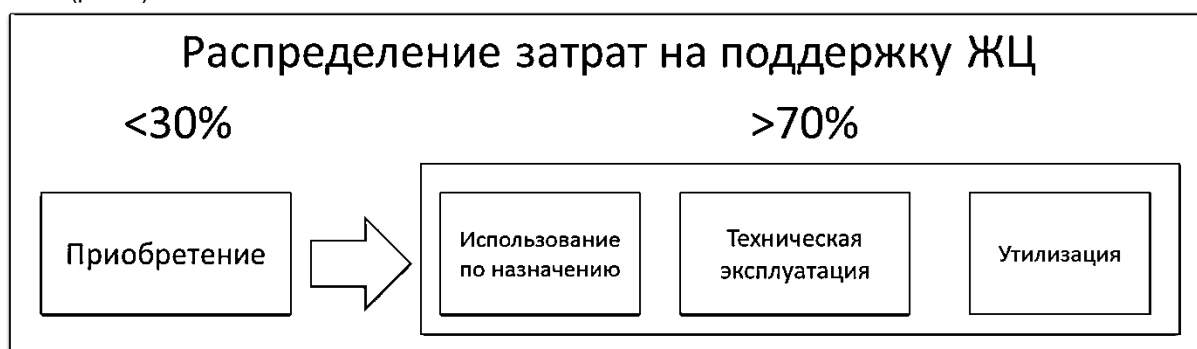 Распределение затрат на поддержку ЖЦ
<30%
>70%
Приобретение
Использование
по назначению
Техническая
эксплуатация
Утилизация